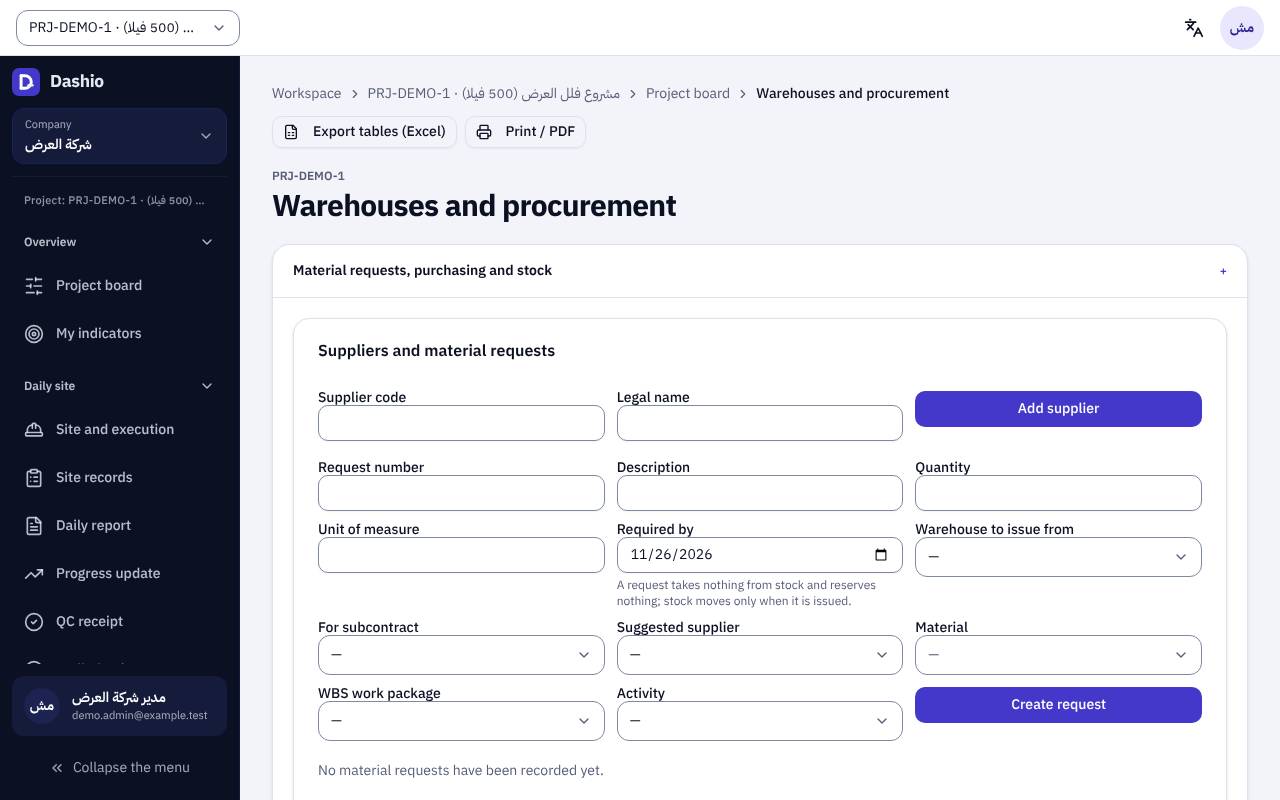 PRJ-DEMO-1 · (500 فيلا) ...
مش
Dashio
Company
شركة العرض
Project: PRJ-DEMO-1 · (500 فيلا) ...
Overview
Project board
My indicators
Daily site
Site and execution
Site records
Daily report
Progress update
QC receipt
مش
مدير شركة العرض
demo.admin@example.test
Collapse the menu
Workspace
PRJ-DEMO-1 · مشروع فلل العرض (500 فيلا)
Project board
Warehouses and procurement
Export tables (Excel)
Print / PDF
PRJ-DEMO-1
Warehouses and procurement
Material requests, purchasing and stock
+
Suppliers and material requests
Supplier code
Legal name
Add supplier
Request number
Description
Quantity
Unit of measure
Required by
11/26/2026
A request takes nothing from stock and reserves
nothing; stock moves only when it is issued.
Warehouse to issue from
—
For subcontract
—
Suggested supplier
—
Material
—
WBS work package
—
Activity
—
Create request
No material requests have been recorded yet.